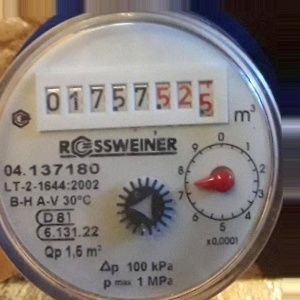 01757525 m³
ROSSWEINER
04.137180
LT-2-1644:2002
B-H A-V 30°C
D 81
6.131.22
Qp 1,5 m³
Δp 100 kPa
p max 1 MPa
0 1 2 3 4 5 6 7 8 9
x0,0001